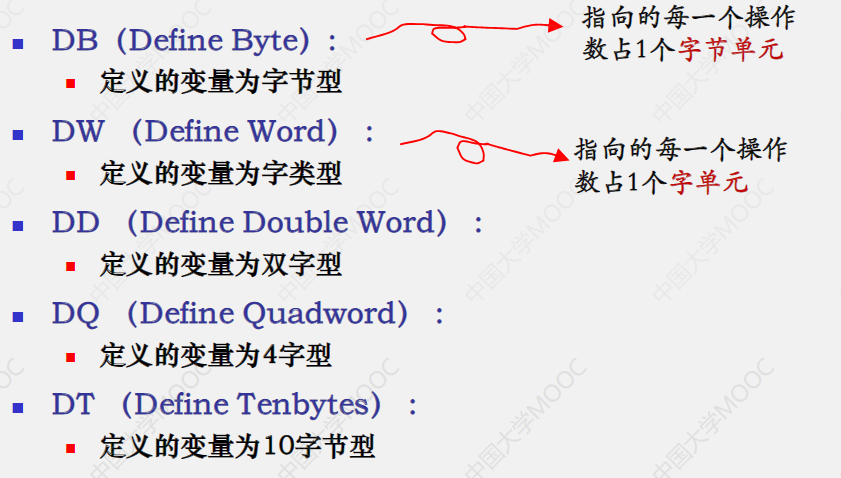 DB（Define Byte）:
指向的每一个操作
数占1个字节单元
定义的变量为字节型
DW （Define Word） :
指向的每一个操作
数占1个字单元
定义的变量为字类型
DD （Define Double Word） :
定义的变量为双字型
DQ （Define Quadword） :
定义的变量为4字型
DT （Define Tenbytes） :
定义的变量为10字节型
中国大学MOOC